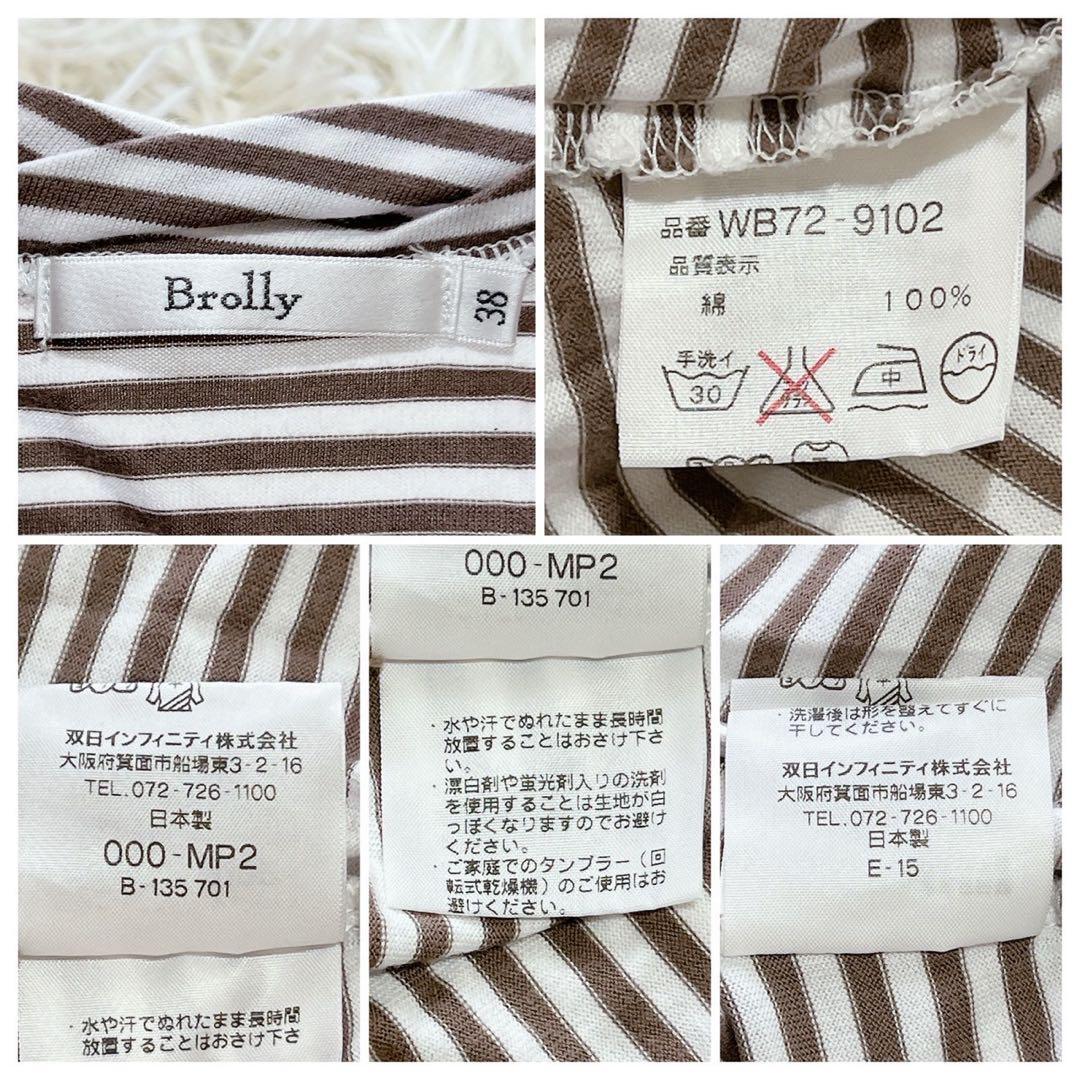 Brolly
38
品番 WB72-9102
品質表示
綿 100%
手洗イ
30
中
ドライ
双日インフィニティ株式会社
大阪府箕面市船場東3-2-16
TEL.072-726-1100
日本製
000-MP2
B-135 701
・水や汗でぬれたまま長時間
放置することはおさけ下さ
000-MP2
B-135 701
・水や汗でぬれたまま長時間
放置することはおさけ下さ
い。
・漂白剤や蛍光剤入りの洗剤
を使用することは生地が白
っぽくなりますのでお避け
ください。
・ご家庭でのタンブラー(回
転式乾燥機)のご使用はお
避けください。
・洗濯後は形を整えてすぐに
干してください。
双日インフィニティ株式会社
大阪府箕面市船場東3-2-16
TEL.072-726-1100
日本製
E-15